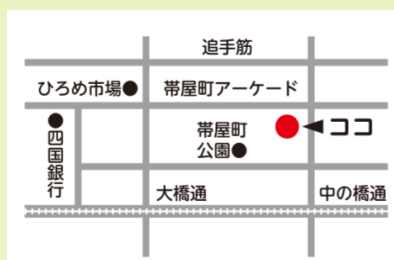 追手筋
ひろめ市場●
帯屋町アーケード
●四国銀行
帯屋町
公園●
◀ココ
大橋通
中の橋通